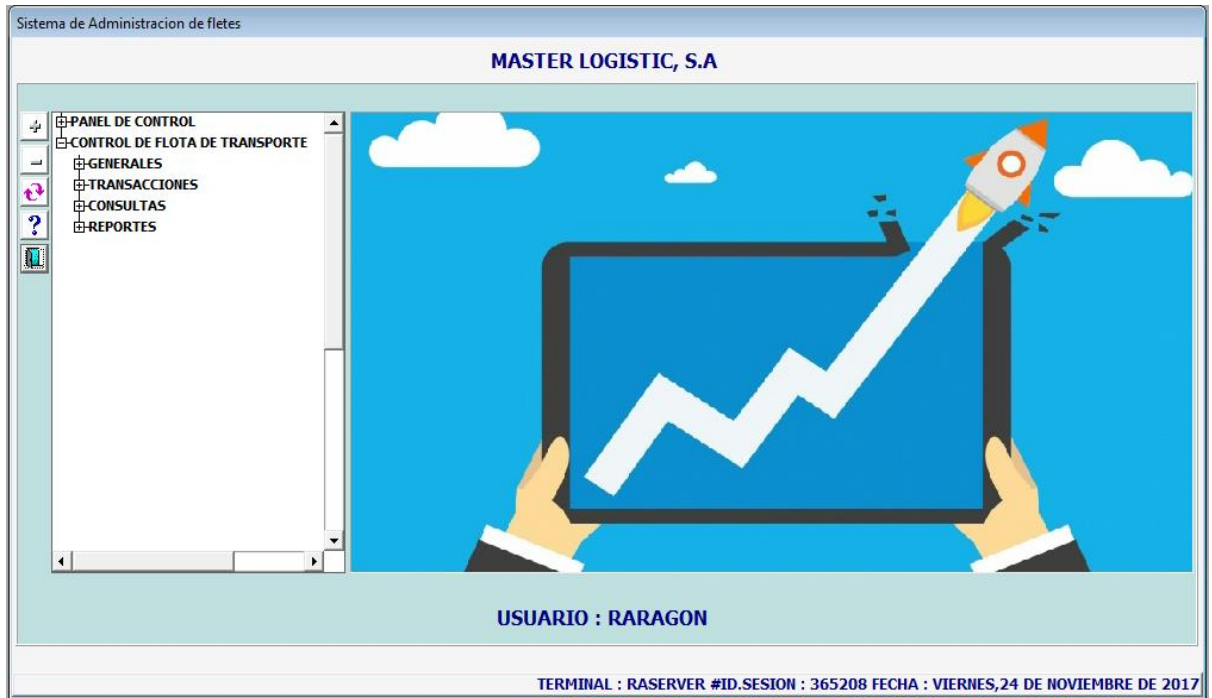 Sistema de Administracion de fletes
MASTER LOGISTIC, S.A
PANEL DE CONTROL
CONTROL DE FLOTA DE TRANSPORTE
GENERALES
TRANSACCIONES
CONSULTAS
REPORTES
USUARIO : RARAGON
TERMINAL : RASERVER #ID.SESION : 365208 FECHA : VIERNES,24 DE NOVIEMBRE DE 2017